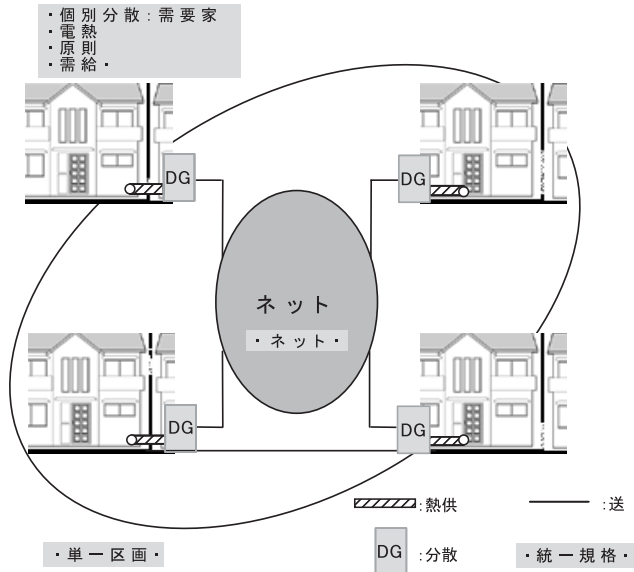 ・個別分散：需要家
・電熱
・原則
・需給・
DG
DG
ネット
・ネット・
DG
DG
：熱供
：送
DG
：分散
・単一区画・
・統一規格・